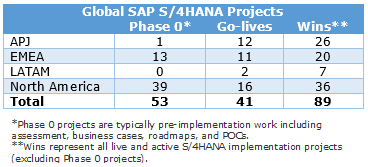 Global SAP S/4HANA Projects
Phase 0* Go-lives Wins**
APJ 1 12 26
EMEA 13 11 20
LATAM 0 2 7
North America 39 16 36
Total 53 41 89
*Phase 0 projects are typically pre-implementation work including
assessment, business cases, roadmaps, and POCs.
**Wins represent all live and active S/4HANA implementation projects
(excluding Phase 0 projects).